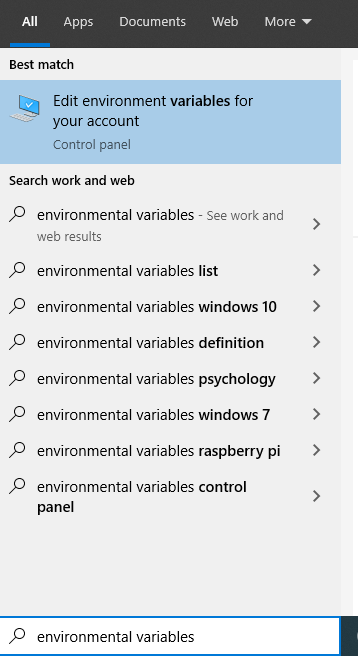 All Apps Documents Web More
Best match
Edit environment variables for
your account
Control panel
Search work and web
environmental variables - See work and
web results
environmental variables list
environmental variables windows 10
environmental variables definition
environmental variables psychology
environmental variables windows 7
environmental variables raspberry pi
environmental variables control
panel
environmental variables